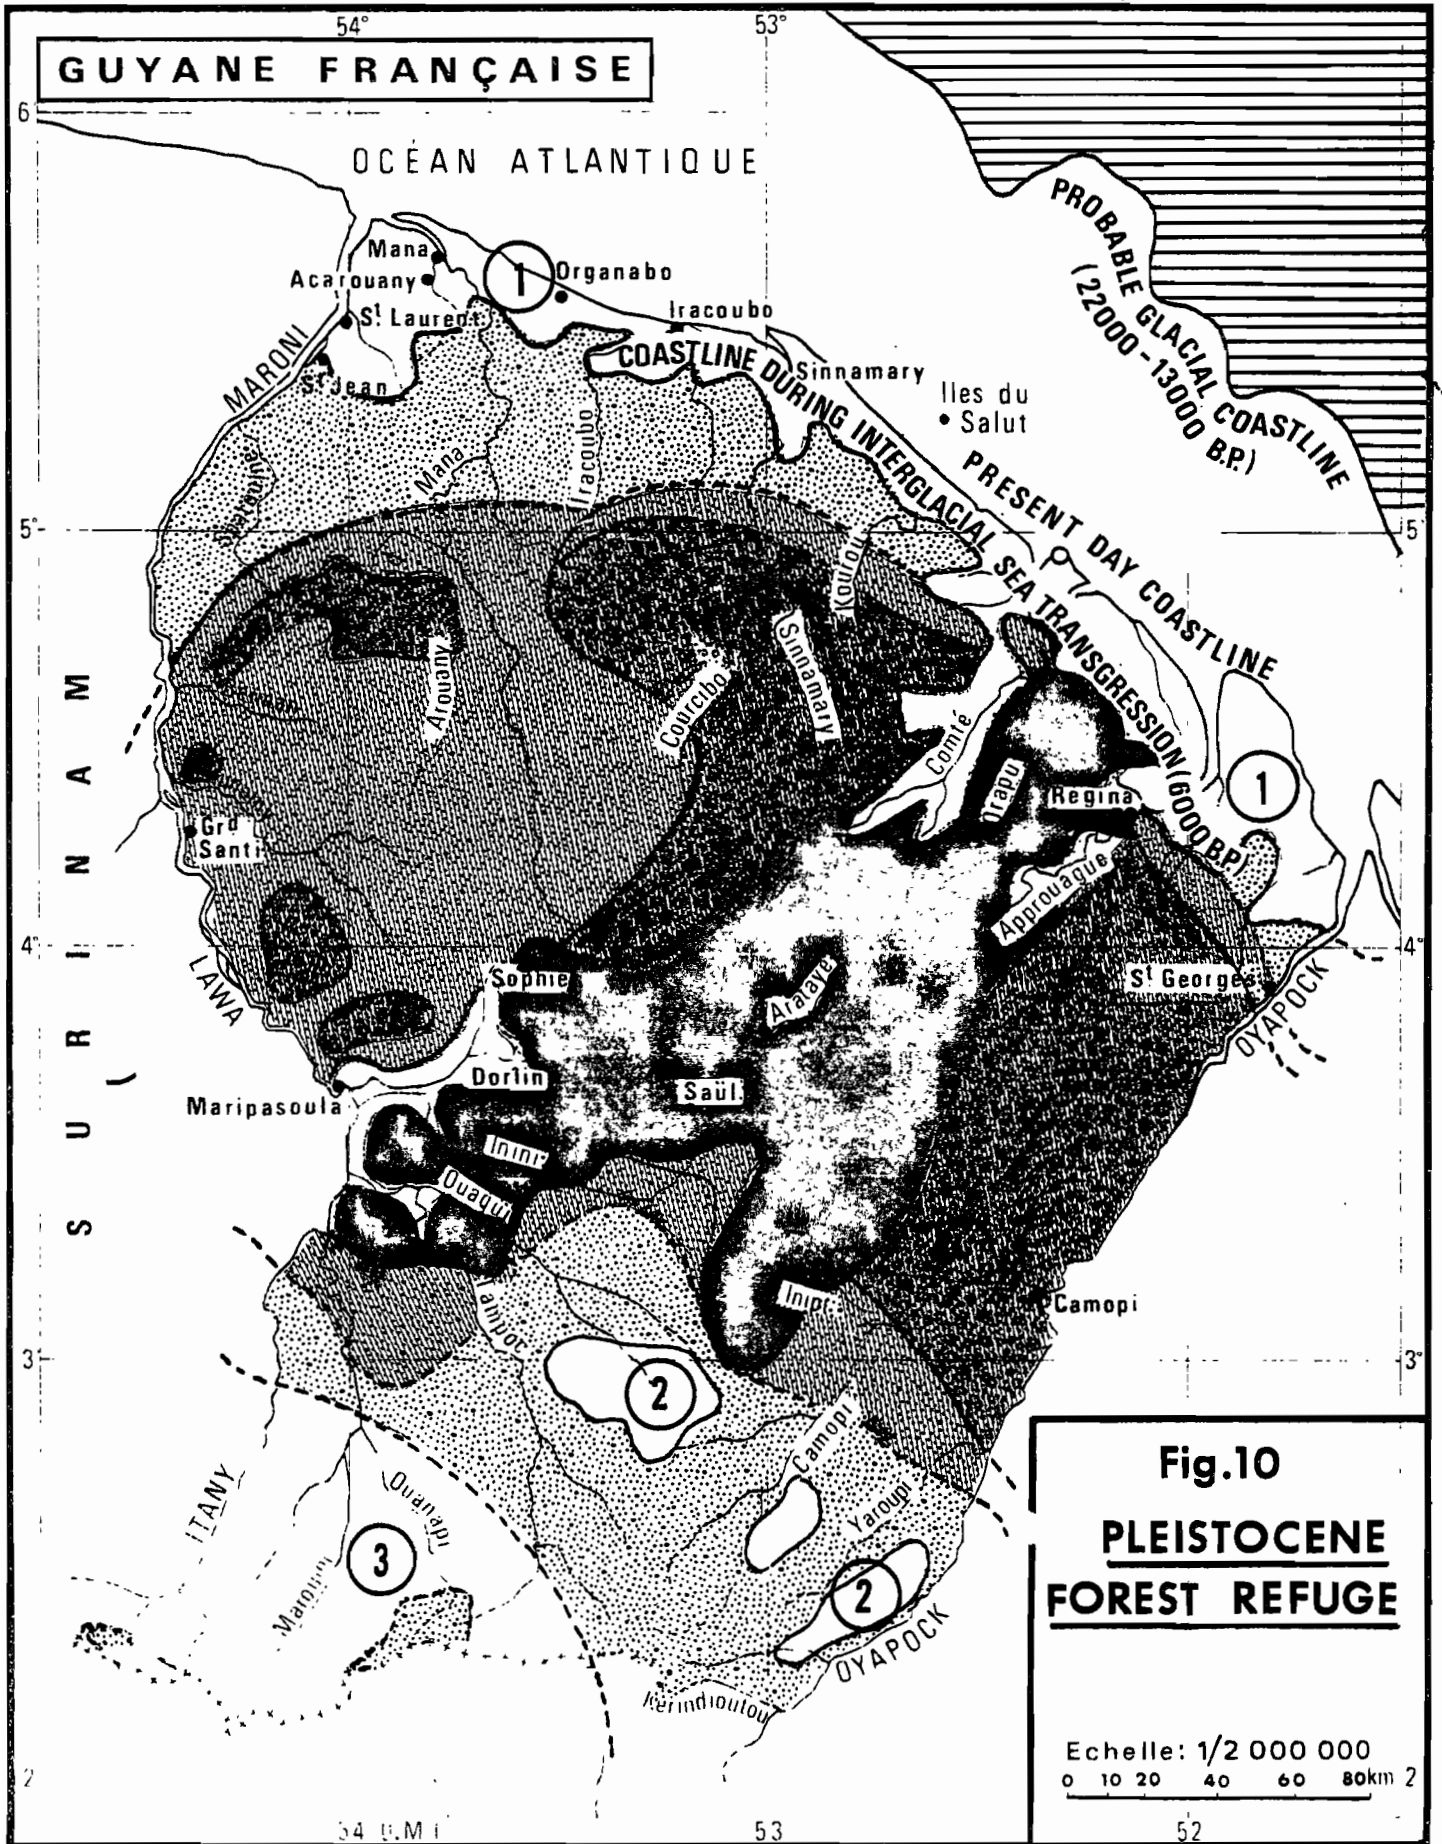 54°
53°
GUYANE FRANÇAISE
6
OCÉAN ATLANTIQUE
PROBABLE GLACIAL COASTLINE
(22000-13000 B.P.)
Mana
Acarouany
1
Organabo
St Laurent
Iracoubo
St Jean
MARONI
COASTLINE DURING INTERGLACIAL SEA TRANSGRESSION (6000 B.P.)
Sinnamary
Iles du
Salut
PRESENT DAY COASTLINE
Mana
Iracoubo
5°
5°
Kourou
Arouany
Courcibo
Sinnamary
Comté
Orapu
Regina
1
Grd
Santi
SURINAM
Approuague
4°
4°
LAWA
Sophie
Arataye
St Georges
OYAPOCK
Dorlin
Saül
Maripasoula
Inini
Ouaqui
Inipi
Camopi
Tampoc
3
3°
2
Camopi
Yaroupi
ITANY
Ouanapi
3
Marouini
2
OYAPOCK
Kerindioutou
Fig.10
PLEISTOCENE
FOREST REFUGE
Echelle: 1/2 000 000
0 10 20 40 60 80km
2
2
54
53
52